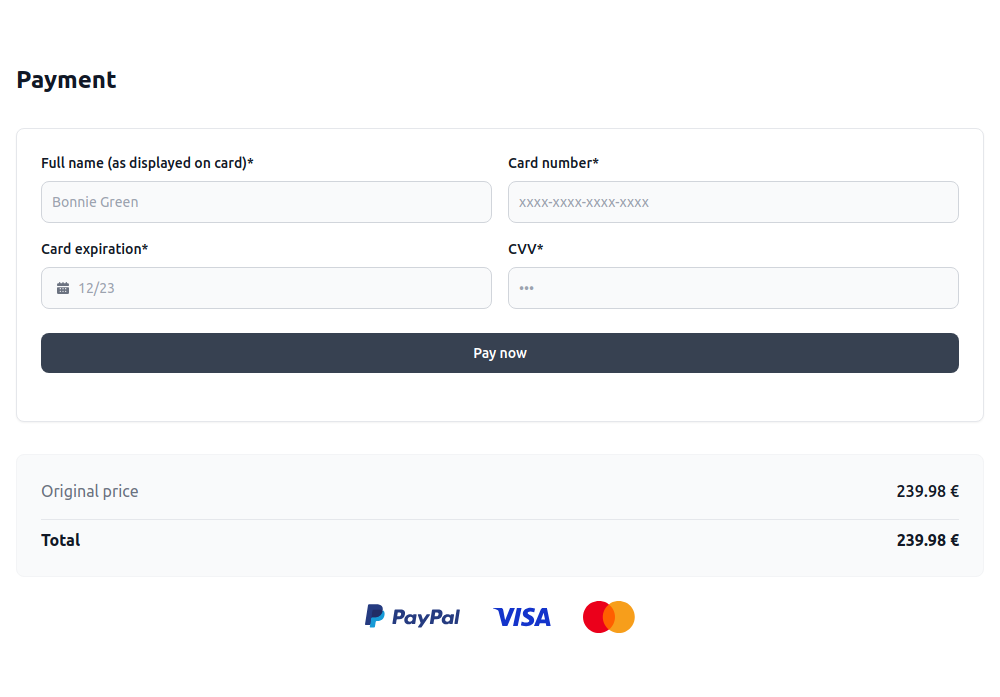 Payment
Full name (as displayed on card)*
Card number*
Bonnie Green
xxxx-xxxx-xxxx-xxxx
Card expiration*
CVV*
12/23
•••
Pay now
Original price 239.98 €
Total 239.98 €
PayPal VISA